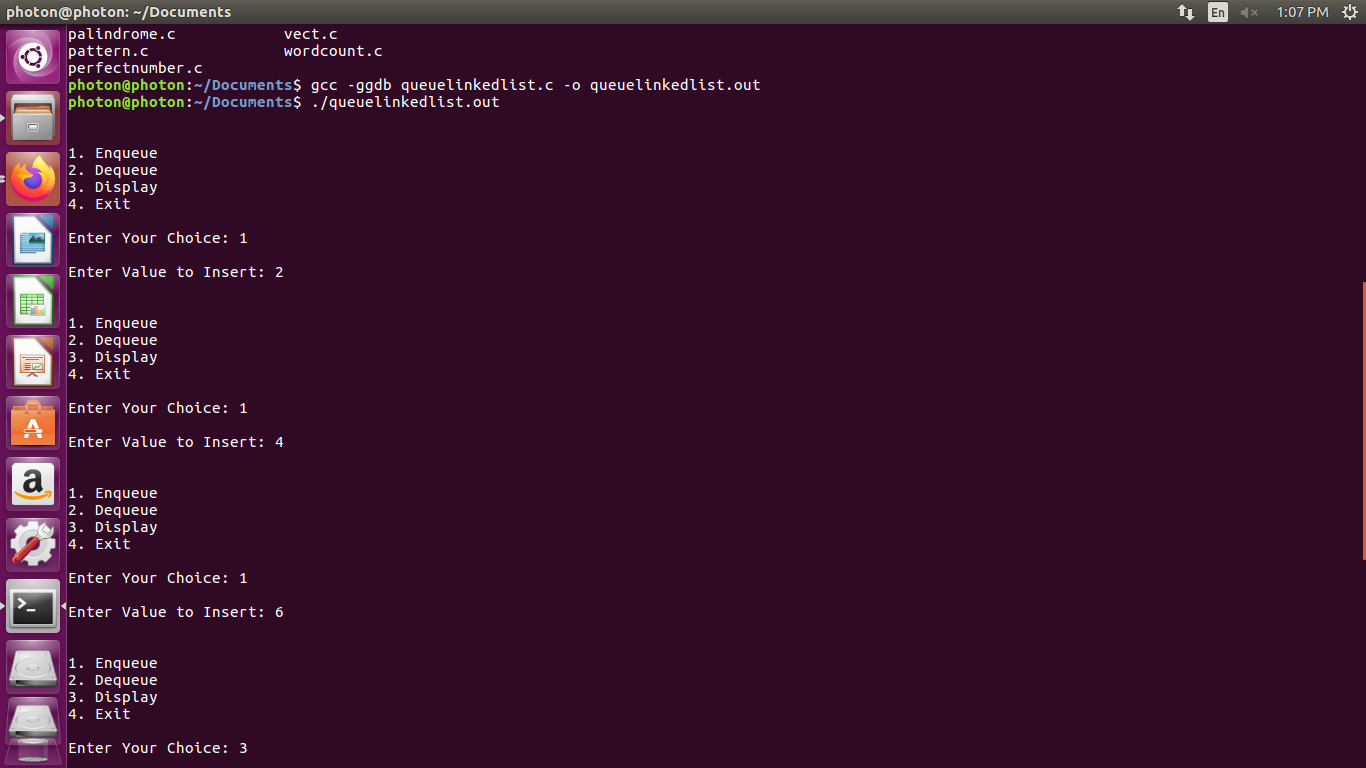 photon@photon: ~/Documents
En
1:07 PM
palindrome.c vect.c
pattern.c wordcount.c
perfectnumber.c
photon@photon:~/Documents$ gcc -ggdb queuelinkedlist.c -o queuelinkedlist.out
photon@photon:~/Documents$ ./queuelinkedlist.out
1. Enqueue
2. Dequeue
3. Display
4. Exit
Enter Your Choice: 1
Enter Value to Insert: 2
1. Enqueue
2. Dequeue
3. Display
4. Exit
Enter Your Choice: 1
Enter Value to Insert: 4
1. Enqueue
2. Dequeue
3. Display
4. Exit
Enter Your Choice: 1
Enter Value to Insert: 6
1. Enqueue
2. Dequeue
3. Display
4. Exit
Enter Your Choice: 3